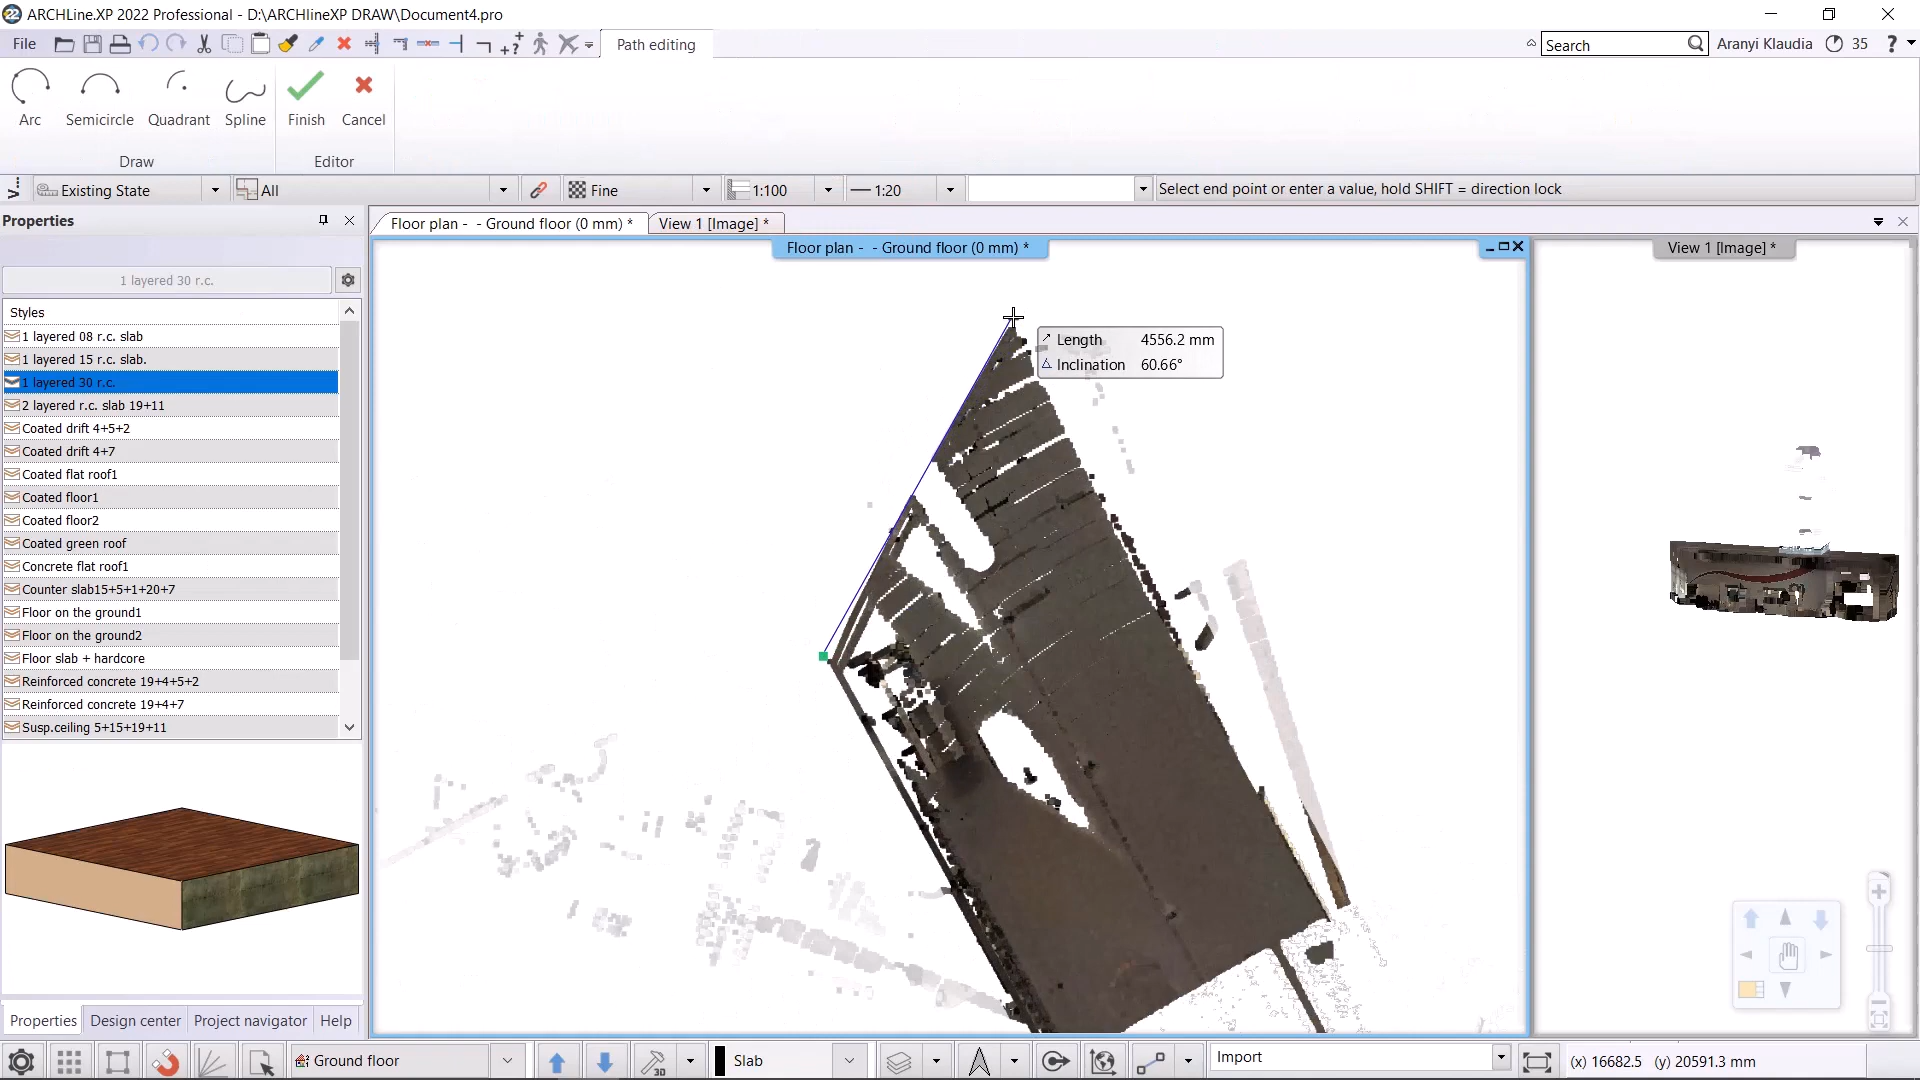 ARCHLine.XP 2022 Professional - D:\ARCHlineXP DRAW\Document4.pro
File
Path editing
Search
Aranyi Klaudia
35
?
Arc
Semicircle
Quadrant
Spline
Finish
Cancel
Draw
Editor
Existing State
All
Fine
1:100
1:20
Select end point or enter a value, hold SHIFT = direction lock
Properties
Floor plan - - Ground floor (0 mm) *
View 1 [Image] *
Floor plan - - Ground floor (0 mm) *
View 1 [Image] *
1 layered 30 r.c.
Styles
1 layered 08 r.c. slab
1 layered 15 r.c. slab.
1 layered 30 r.c.
2 layered r.c. slab 19+11
Coated drift 4+5+2
Coated drift 4+7
Coated flat roof1
Coated floor1
Coated floor2
Coated green roof
Concrete flat roof1
Counter slab15+5+1+20+7
Floor on the ground1
Floor on the ground2
Floor slab + hardcore
Reinforced concrete 19+4+5+2
Reinforced concrete 19+4+7
Susp.ceiling 5+15+19+11
Length 4556.2 mm
Inclination 60.66°
Properties
Design center
Project navigator
Help
Ground floor
3D
Slab
Import
(x) 16682.5 (y) 20591.3 mm